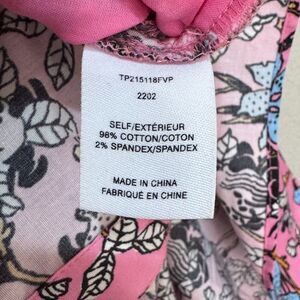 TP215118FVP
2202
SELF/EXTÉRIEUR
98% COTTON/COTON
2% SPANDEX/SPANDEX
MADE IN CHINA
FABRIQUÉ EN CHINE